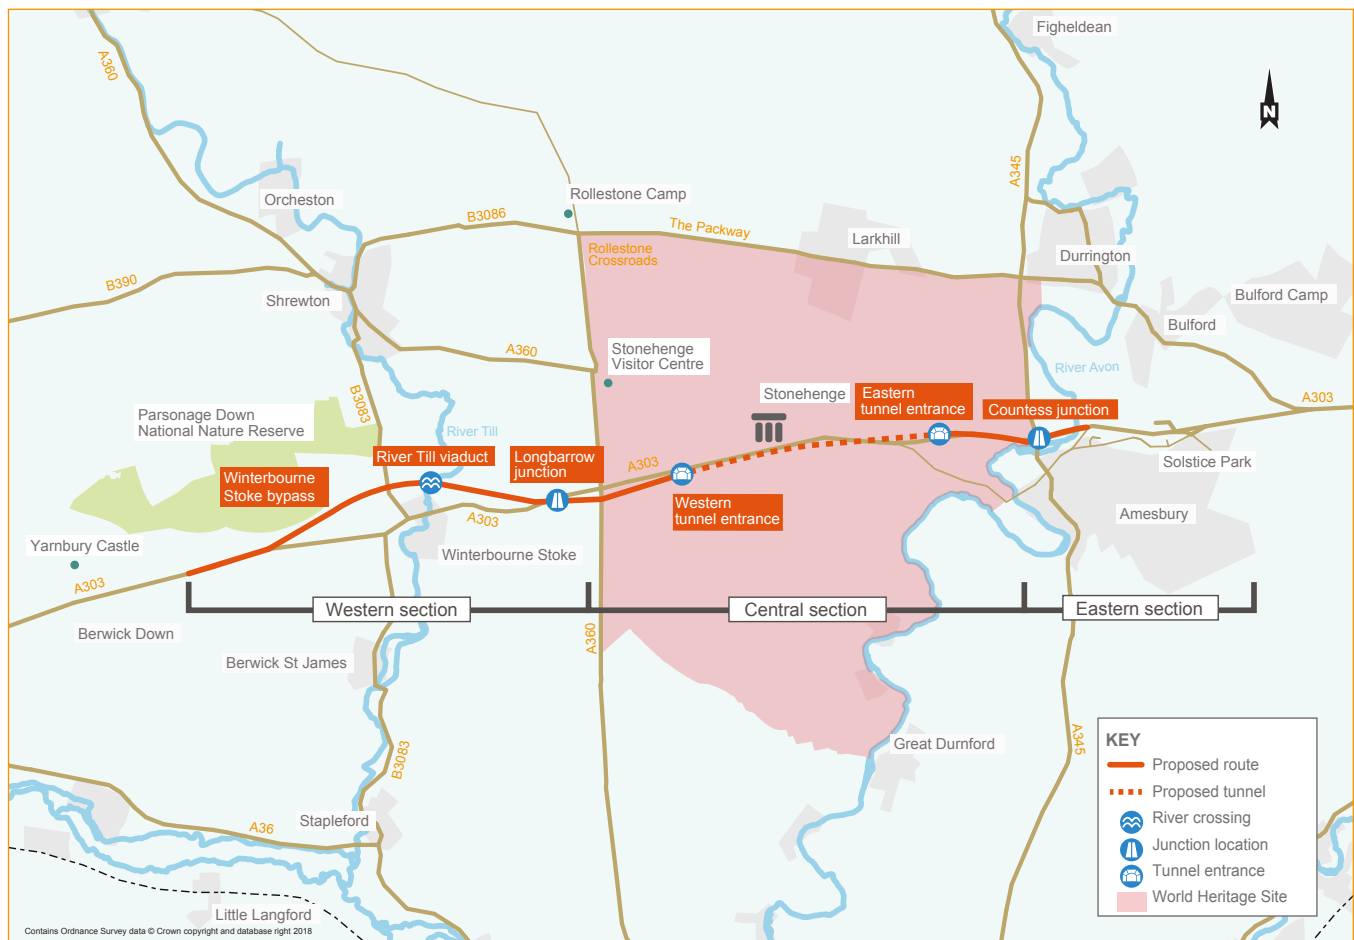 Figheldean
A360
N
A345
Orcheston
Rollestone Camp
B3086
The Packway
Larkhill
Rollestone
Crossroads
Durrington
B390
Shrewton
Bulford Camp
Bulford
A360
Stonehenge
Visitor Centre
River Avon
Stonehenge
Eastern
tunnel entrance
Countess junction
A303
B3083
Parsonage Down
National Nature Reserve
River Till
River Till viaduct
Longbarrow
junction
A303
Solstice Park
Winterbourne
Stoke bypass
Western
tunnel entrance
A303
Amesbury
Yarnbury Castle
Winterbourne Stoke
A303
Western section
Central section
Eastern section
Berwick Down
A360
Berwick St James
A345
Great Durnford
B3083
A36
Stapleford
Little Langford
KEY
Proposed route
Proposed tunnel
River crossing
Junction location
Tunnel entrance
World Heritage Site
Contains Ordnance Survey data © Crown copyright and database right 2018